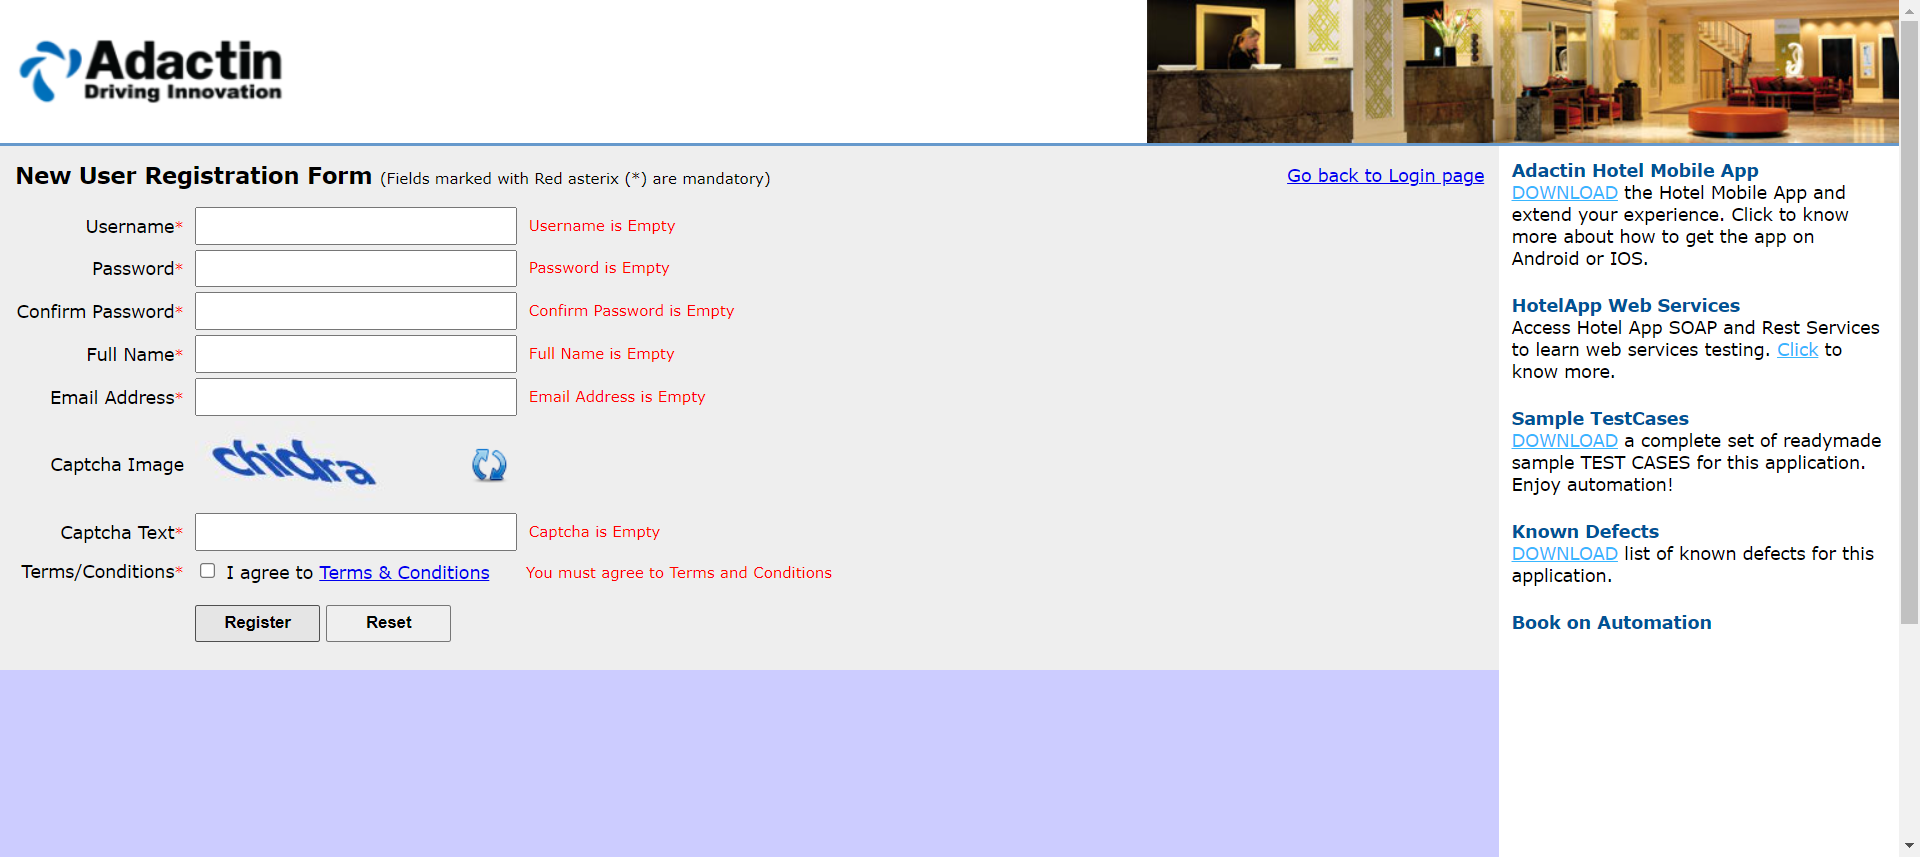 Adactin
Driving Innovation
New User Registration Form (Fields marked with Red asterix (*) are mandatory)
Go back to Login page
Username*
Username is Empty
Password*
Password is Empty
Confirm Password*
Confirm Password is Empty
Full Name*
Full Name is Empty
Email Address*
Email Address is Empty
Captcha Image
chidra
Captcha Text*
Captcha is Empty
Terms/Conditions*
I agree to Terms & Conditions
You must agree to Terms and Conditions
Register
Reset
Adactin Hotel Mobile App
DOWNLOAD the Hotel Mobile App and
extend your experience. Click to know
more about how to get the app on
Android or IOS.
HotelApp Web Services
Access Hotel App SOAP and Rest Services
to learn web services testing. Click to
know more.
Sample TestCases
DOWNLOAD a complete set of readymade
sample TEST CASES for this application.
Enjoy automation!
Known Defects
DOWNLOAD list of known defects for this
application.
Book on Automation